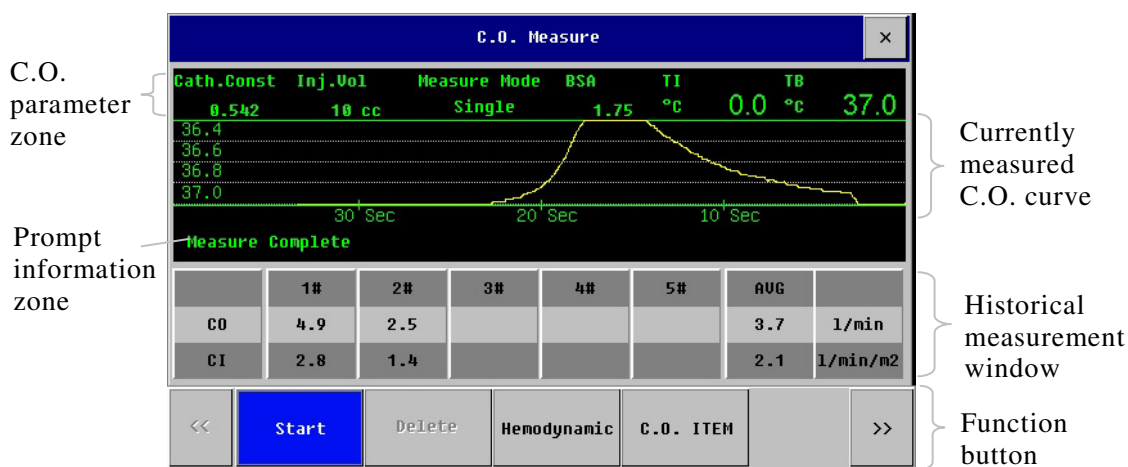 C.O. Measure ×
C.O.
parameter
zone
Cath.Const Inj.Vol Measure Mode BSA TI TB
0.542 10 cc Single 1.75 °C 0.0 °C 37.0
36.4
36.6
36.8
37.0
30'Sec 20'Sec 10'Sec
Currently
measured
C.O. curve
Prompt
information
zone
Measure Complete
1# 2# 3# 4# 5# AVG
CO 4.9 2.5 3.7 l/min
CI 2.8 1.4 2.1 l/min/m2
Historical
measurement
window
<< Start Delete Hemodynamic C.O. ITEM >>
Function
button